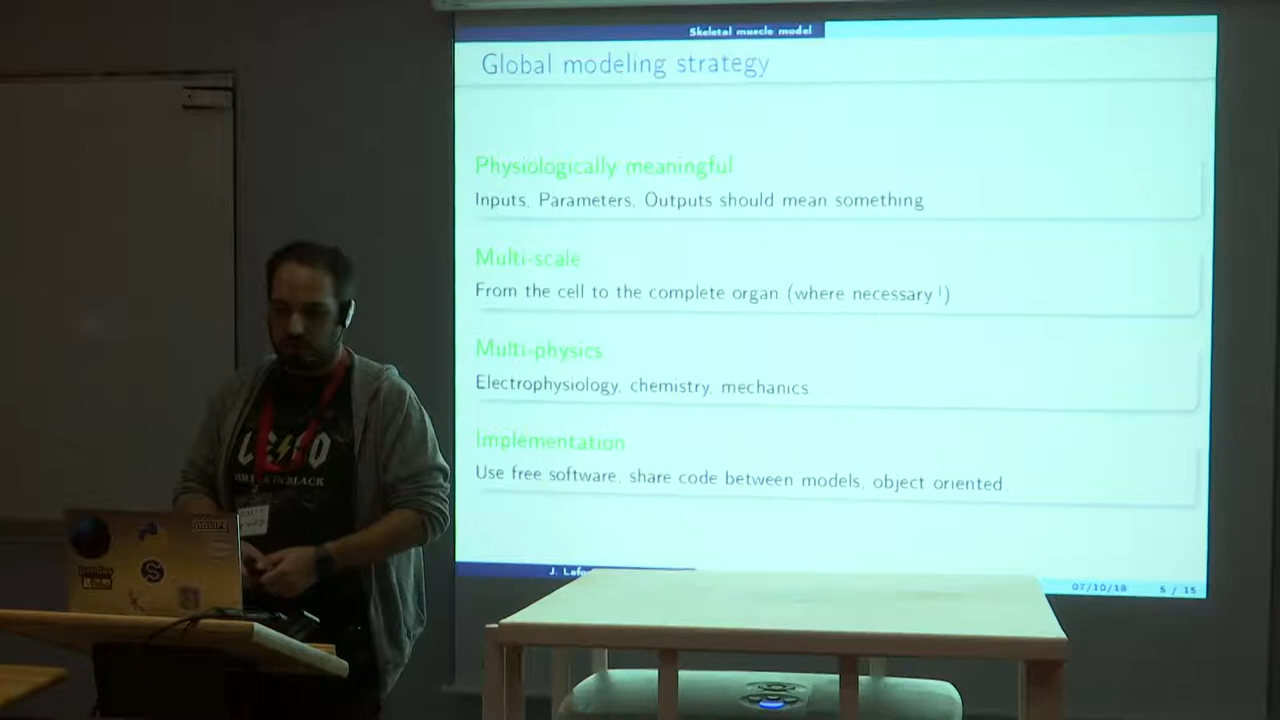 Skeletal muscle model
Global modeling strategy
Physiologically meaningful
Inputs, Parameters, Outputs should mean something
Multi-scale
From the cell to the complete organ (where necessary !)
Multi-physics
Electrophysiology, chemistry, mechanics
Implementation
Use free software, share code between models, object oriented...
J. Lafo
07/10/18 5 / 15
BLACK